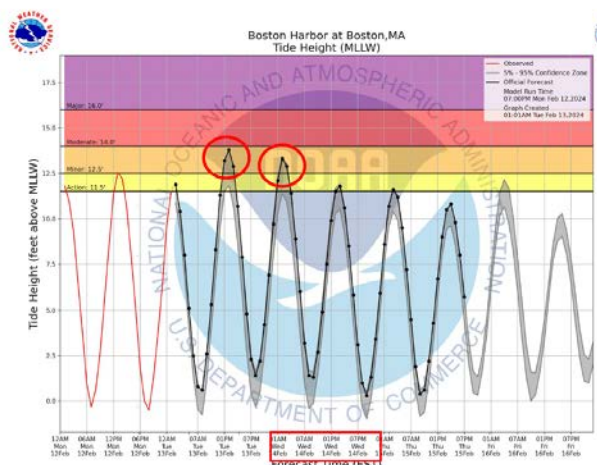 Boston Harbor at Boston,MA
Tide Height (MLLW)
Observed
5% - 95% Confidence Zone
Official Forecast
Model Run Time
07:00PM Mon Feb 12,2024
Graph Created
01:01AM Tue Feb 13,2024
Major: 16.0'
Moderate: 14.0'
Minor: 12.5'
Action: 11.5'
17.5
15.0
12.5
10.0
7.5
5.0
2.5
0.0
Tide Height (feet above MLLW)
NATIONAL OCEANIC AND ATMOSPHERIC ADMINISTRATION
NOAA
U.S. DEPARTMENT OF COMMERCE
12AM 06AM 12PM 06PM 12AM 07AM 01PM 07PM 01AM 07AM 01PM 07PM 07AM 01PM 07PM 01AM 07AM 01PM 07PM
Mon Mon Mon Mon Tue Tue Tue Tue Wed Wed Wed Wed Thu Thu Thu Thu Fri Fri Fri Fri
12Feb 12Feb 12Feb 12Feb 13Feb 13Feb 13Feb 13Feb 4Feb 14Feb 14Feb 14Feb 15Feb 15Feb 15Feb 15Feb 16Feb 16Feb 16Feb 16Feb
Forecast Time (EST)